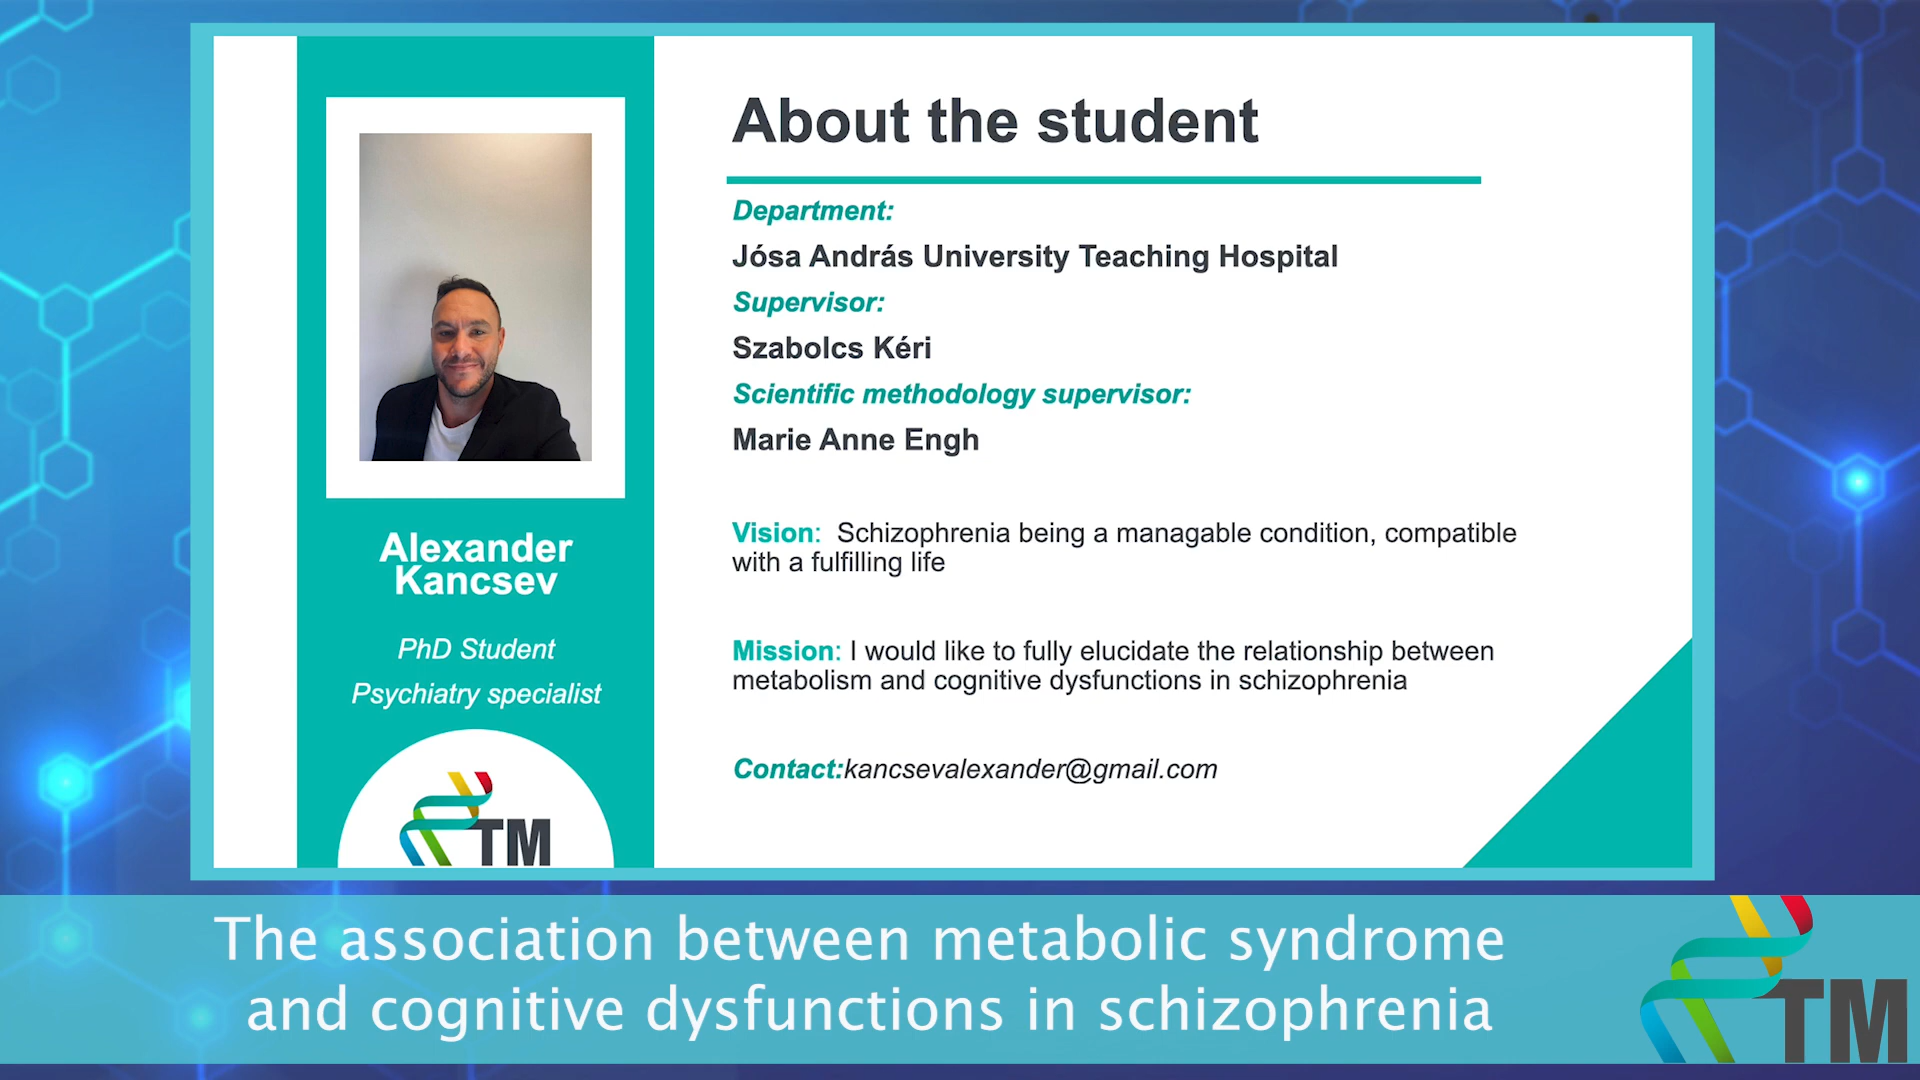 About the student
Department:
Jósa András University Teaching Hospital
Supervisor:
Szabolcs Kéri
Scientific methodology supervisor:
Marie Anne Engh
Vision:  Schizophrenia being a managable condition, compatible
with a fulfilling life
Mission: I would like to fully elucidate the relationship between
metabolism and cognitive dysfunctions in schizophrenia
Contact:kancsevalexander@gmail.com
Alexander
Kancsev
PhD Student
Psychiatry specialist
TM
The association between metabolic syndrome
and cognitive dysfunctions in schizophrenia
TM